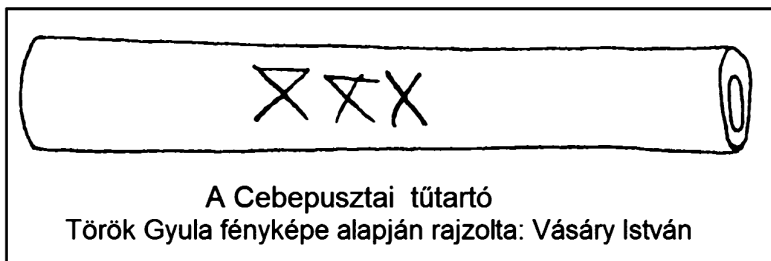 A Cebepusztai tűtartó
Török Gyula fényképe alapján rajzolta: Vásáry István